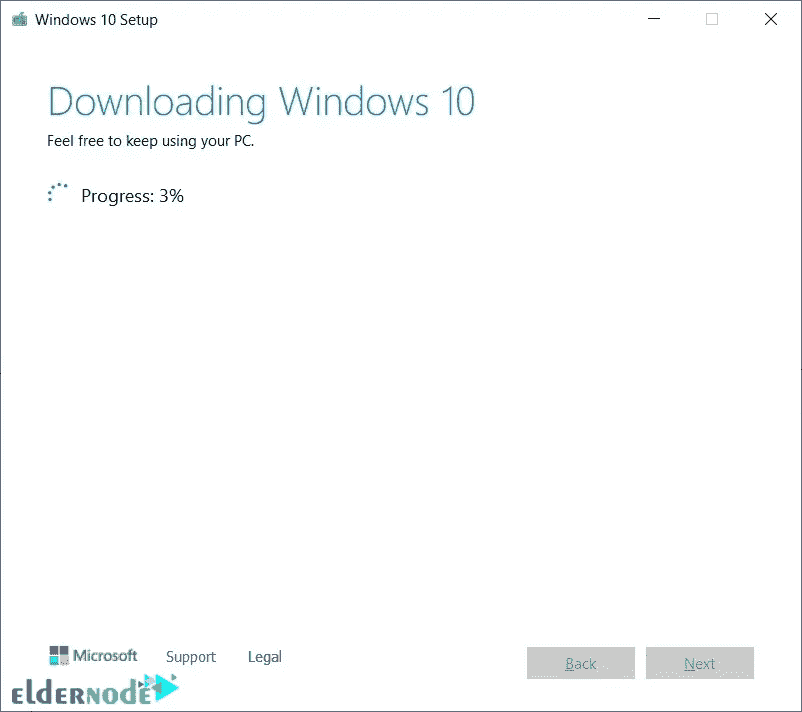 Windows 10 Setup
Downloading Windows 10
Feel free to keep using your PC.
Progress: 3%
Microsoft Support Legal
Back Next
eldernode